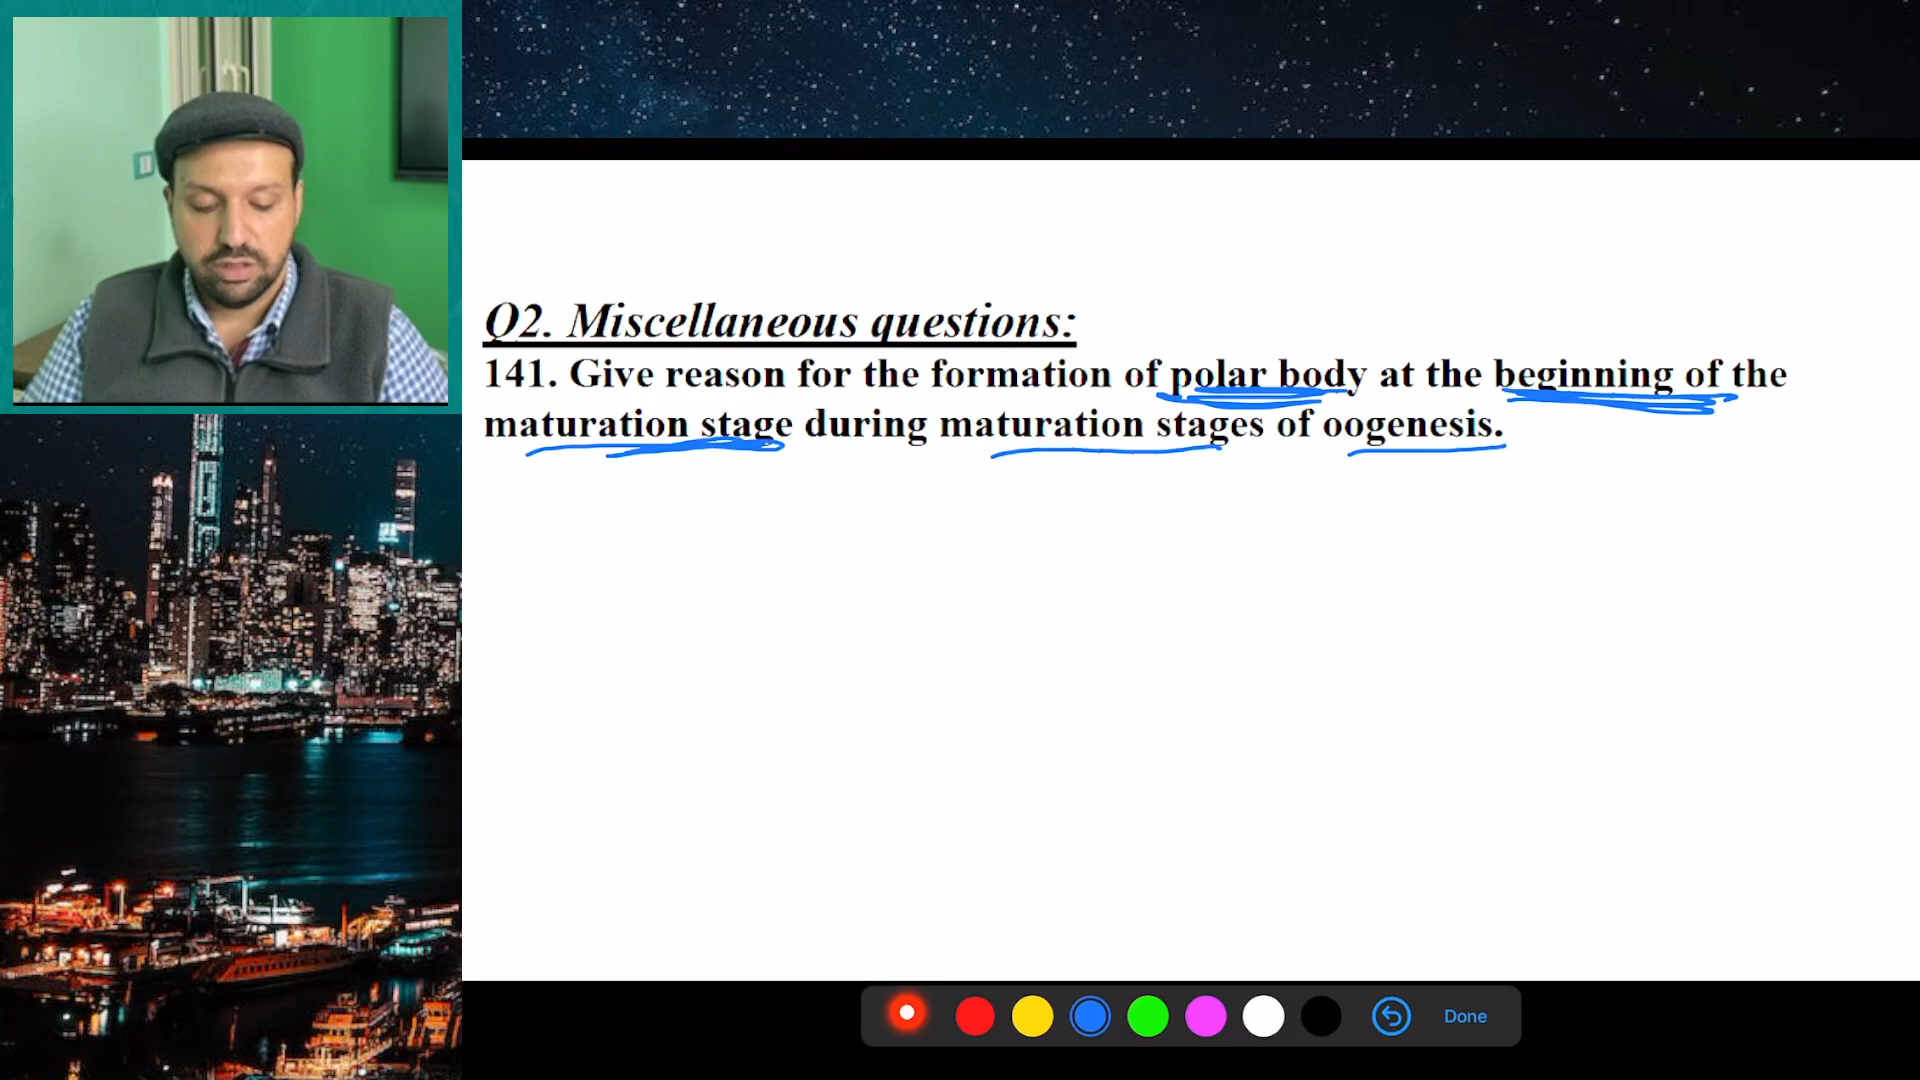 Q2. Miscellaneous questions:
141. Give reason for the formation of polar body at the beginning of the
maturation stage during maturation stages of oogenesis.
Done